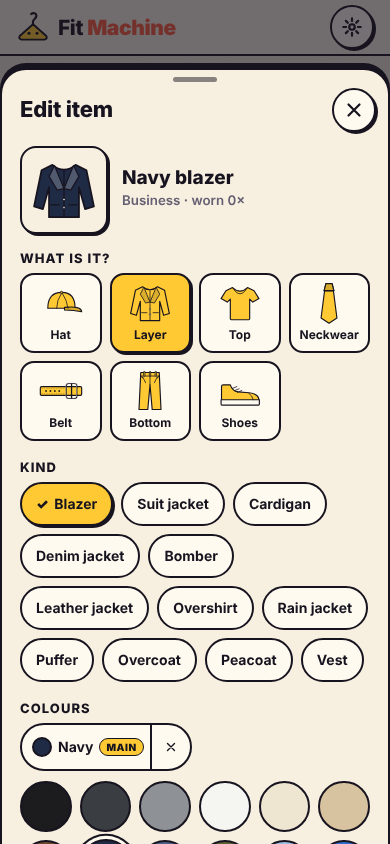 Fit Machine
Edit item
Navy blazer
Business · worn 0×
WHAT IS IT?
Hat
Layer
Top
Neckwear
Belt
Bottom
Shoes
KIND
✓ Blazer
Suit jacket
Cardigan
Denim jacket
Bomber
Leather jacket
Overshirt
Rain jacket
Puffer
Overcoat
Peacoat
Vest
COLOURS
Navy MAIN ×